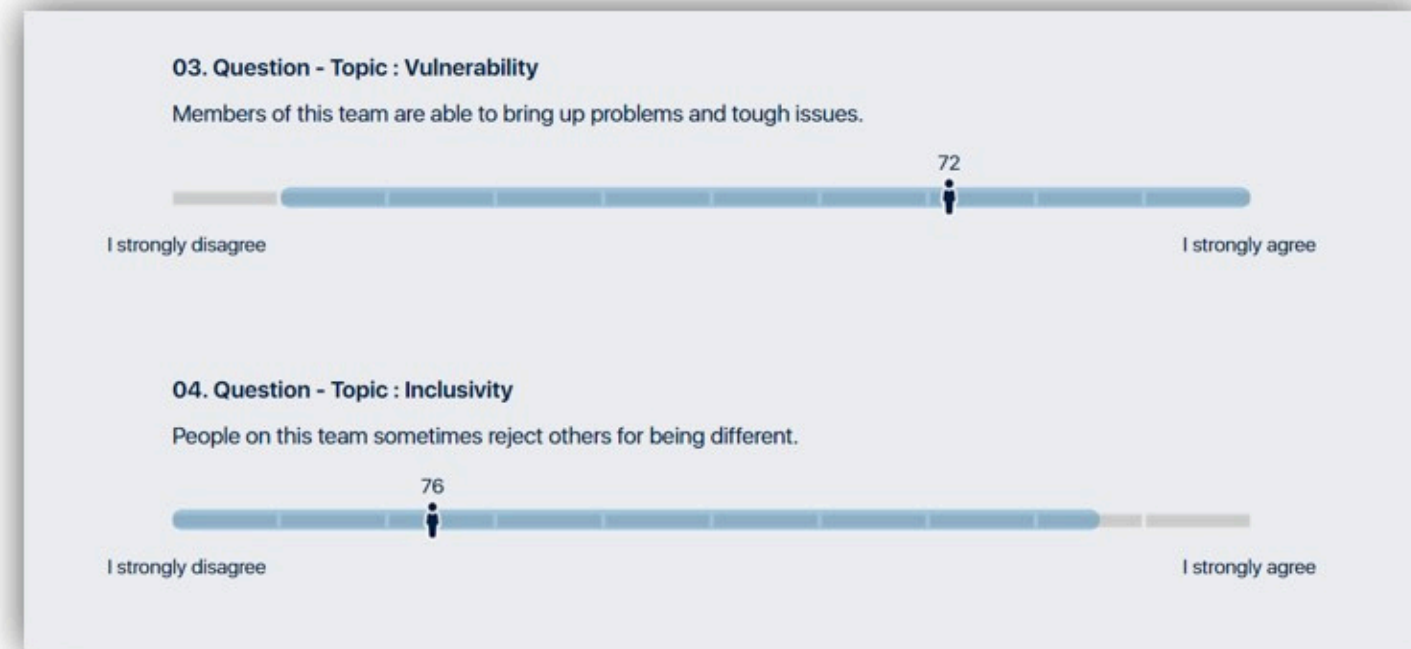 03. Question - Topic : Vulnerability
Members of this team are able to bring up problems and tough issues.
72
I strongly disagree
I strongly agree
04. Question - Topic : Inclusivity
People on this team sometimes reject others for being different.
76
I strongly disagree
I strongly agree